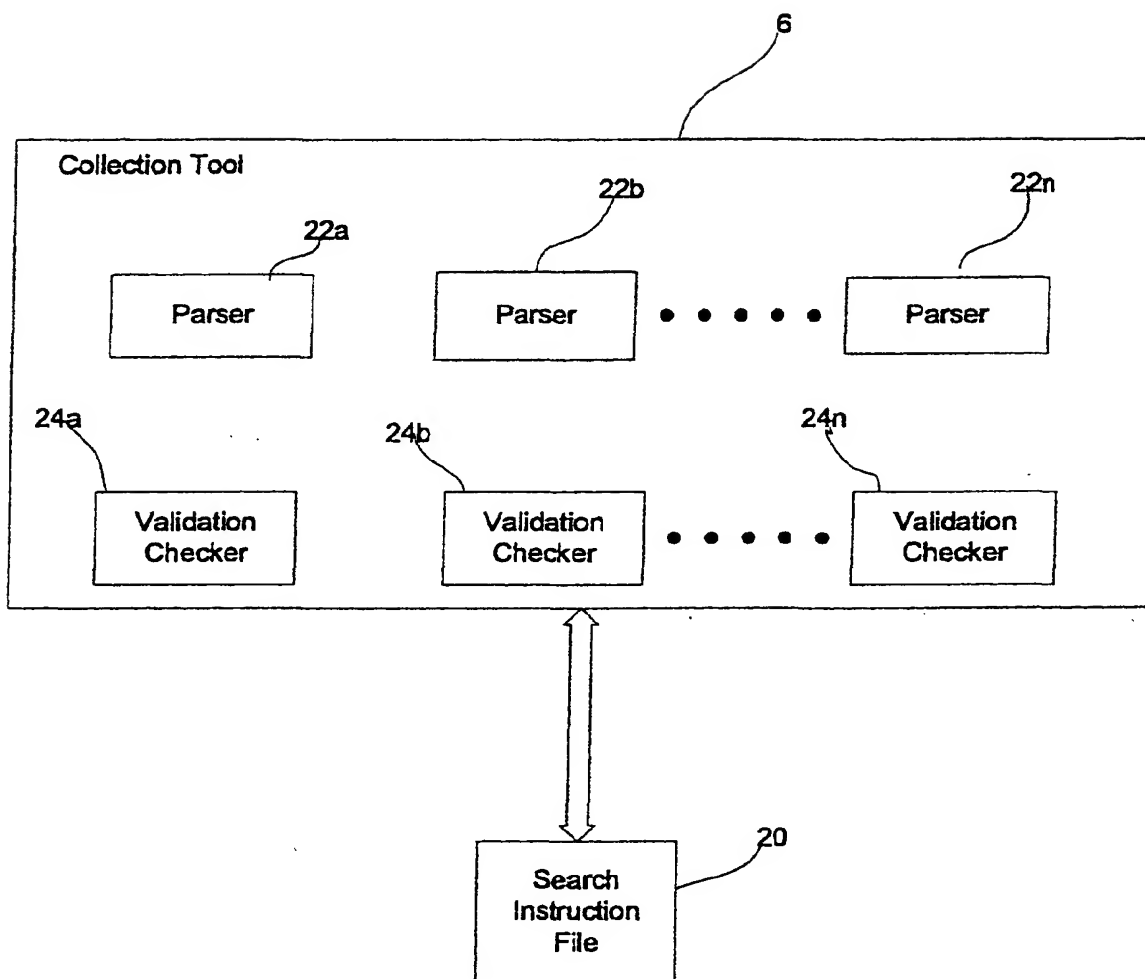 6
Collection Tool
22b
22n
22a
Parser
Parser
Parser
24a
24b
24n
Validation
Checker
Validation
Checker
Validation
Checker
20
Search
Instruction
File